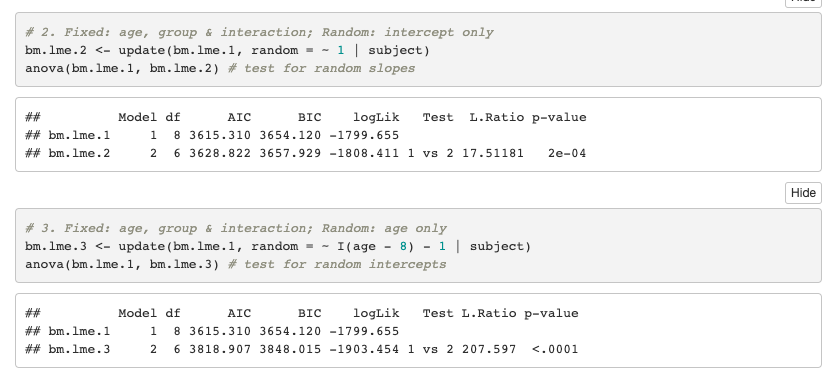 Hide
# 2. Fixed: age, group & interaction; Random: intercept only
bm.lme.2 <- update(bm.lme.1, random = ~ 1 | subject)
anova(bm.lme.1, bm.lme.2) # test for random slopes
##          Model df      AIC      BIC    logLik   Test  L.Ratio p-value
## bm.lme.1     1  8 3615.310 3654.120 -1799.655
## bm.lme.2     2  6 3628.822 3657.929 -1808.411 1 vs 2 17.51181   2e-04
Hide
# 3. Fixed: age, group & interaction; Random: age only
bm.lme.3 <- update(bm.lme.1, random = ~ I(age - 8) - 1 | subject)
anova(bm.lme.1, bm.lme.3) # test for random intercepts
##          Model df      AIC      BIC    logLik   Test L.Ratio p-value
## bm.lme.1     1  8 3615.310 3654.120 -1799.655
## bm.lme.3     2  6 3818.907 3848.015 -1903.454 1 vs 2 207.597  <.0001